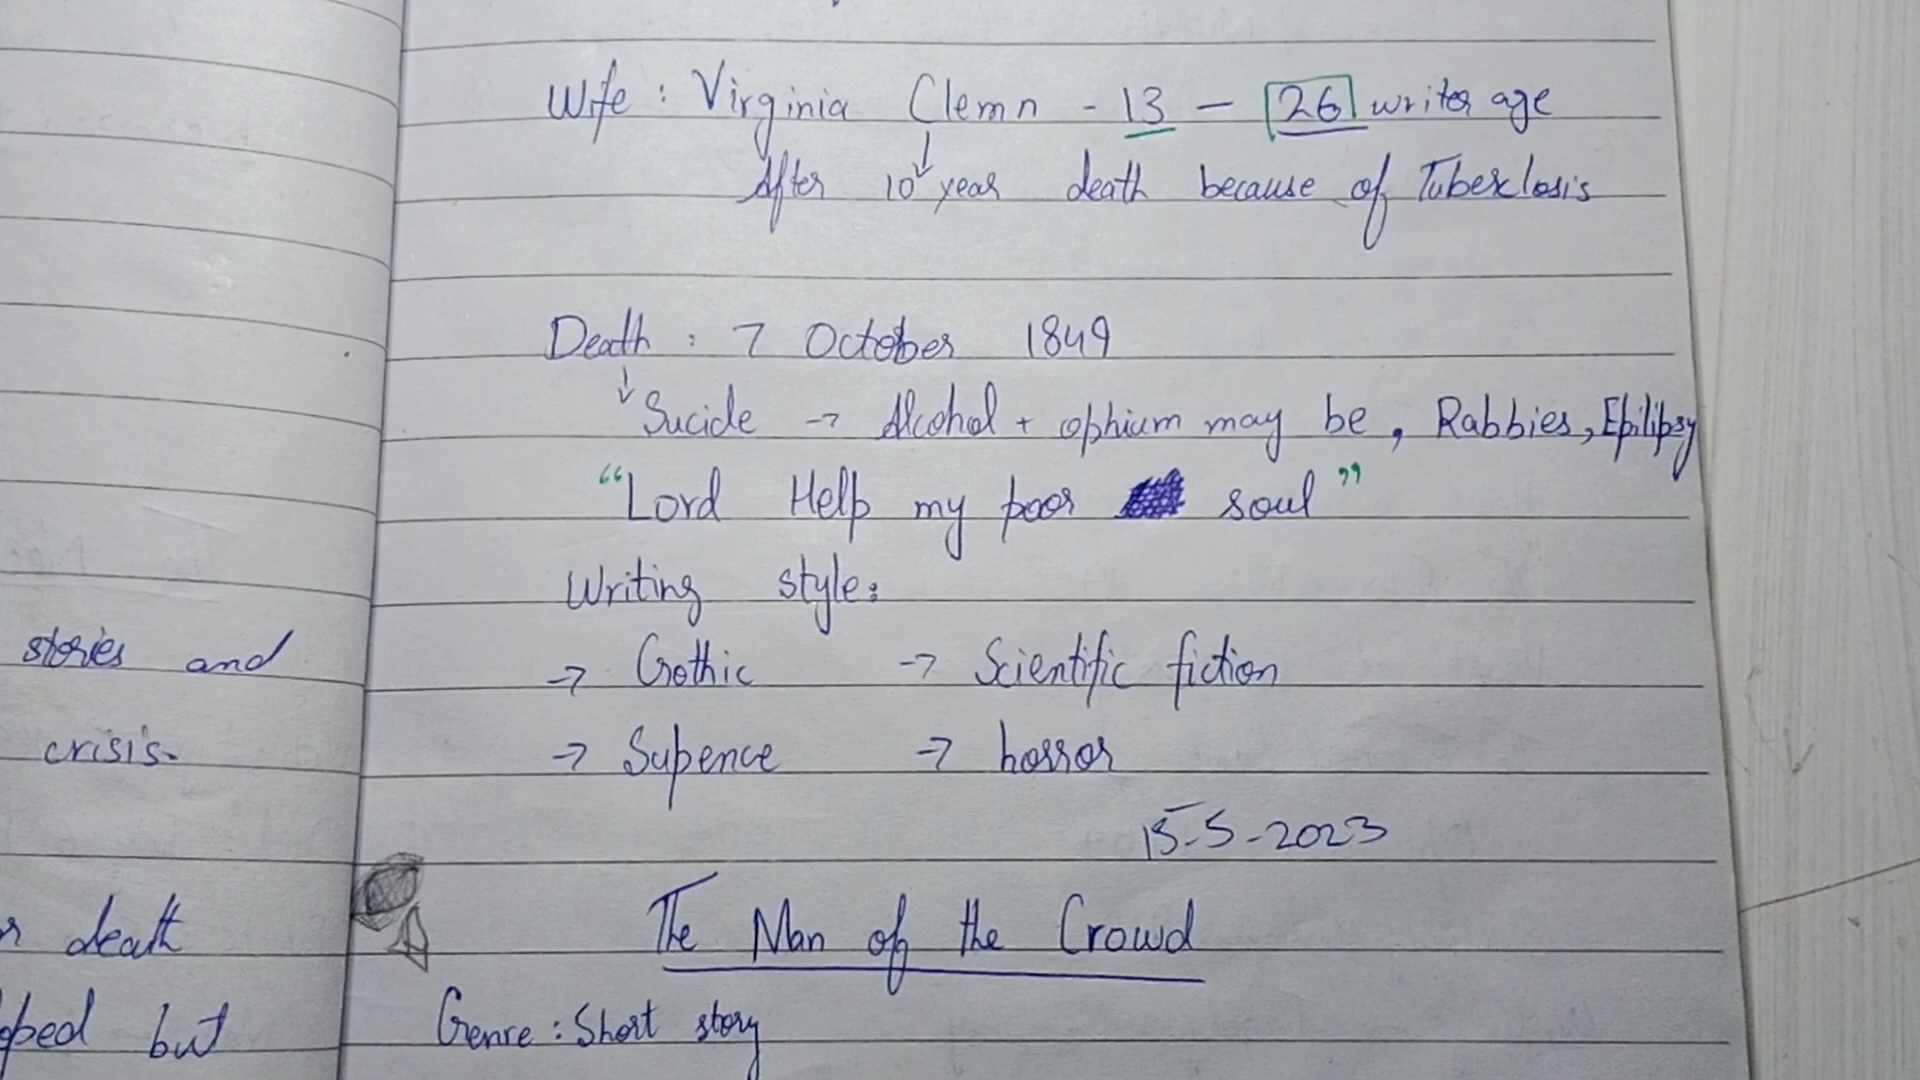 stories and
crisis.
death
but
Wife : Virginia Clemn - 13 - 26 writer age
↓
After 10 year death because of Tuberclosis
Death : 7 October 1849
↓ Sucide → Alcohol + ophium may be , Rabbies, Epilipsy
"Lord Help my poor soul"
Writing style:
→ Gothic → Scientific fiction
→ Supence → horror
15-5-2023
The Man of the Crowd
Genre : Short story